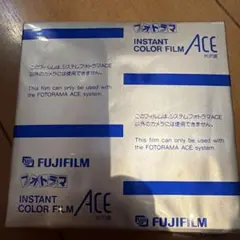 フォトラマ
INSTANT
COLOR FILM ACE
このフィルムは、システムフォトラマACE
以外のカメラには使用できません。
This film can only be used with
the FOTORAMA ACE system.
FUJIFILM
フォトラマ
INSTANT
COLOR FILM ACE
このフィルムは、システムフォトラマACE
以外のカメラには使用できません。
This film can only be used with
the FOTORAMA ACE system.
FUJIFILM